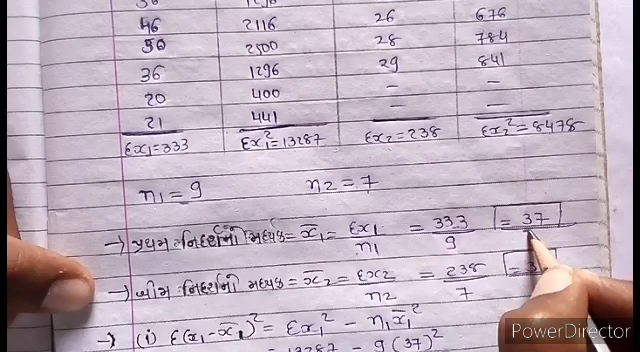 46 2116 26 676
50 2500 28 784
36 1296 29 841
20 400 - -
21 441 - -
Σx₁=333 Σx₁²=13287 Σx₂=238 Σx₂²=8478
n₁=9 n₂=7
→ પ્રથમ નિદર્શનો મધ્યક = x̄₁ = Σx₁/n₁ = 333/9 = 37
→ બીજા નિદર્શનો મધ્યક = x̄₂ = Σx₂/n₂ = 238/7 = 3
→ (i) Σ(x₁-x̄₁)² = Σx₁² - n₁x̄₁²
= 13287 - 9(37)²
PowerDirector